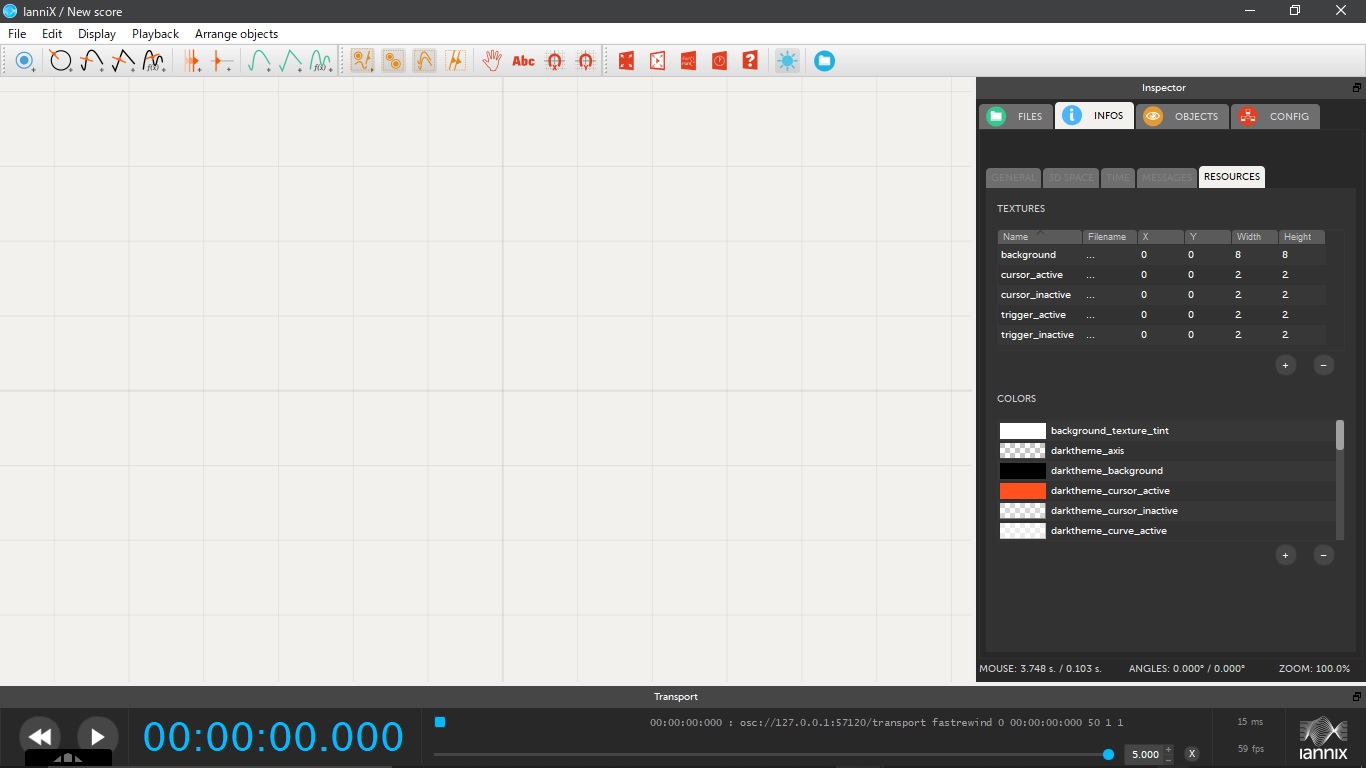 IanniX / New score
File Edit Display Playback Arrange objects
f(x) f(x) Abc ?
Inspector
FILES INFOS OBJECTS CONFIG
GENERAL 3D SPACE TIME MESSAGES RESOURCES
TEXTURES
Name Filename X Y Width Height
background ... 0 0 8 8
cursor_active ... 0 0 2 2
cursor_inactive ... 0 0 2 2
trigger_active ... 0 0 2 2
trigger_inactive ... 0 0 2 2
+ -
COLORS
background_texture_tint
darktheme_axis
darktheme_background
darktheme_cursor_active
darktheme_cursor_inactive
darktheme_curve_active
+ -
MOUSE: 3.748 s. / 0.103 s. ANGLES: 0.000° / 0.000° ZOOM: 100.0%
Transport
00:00:00.000
00:00:00:000 : osc://127.0.0.1:57120/transport fastrewind 0 00:00:00:000 50 1 1
5.000 X
15 ms
59 fps
ianniX